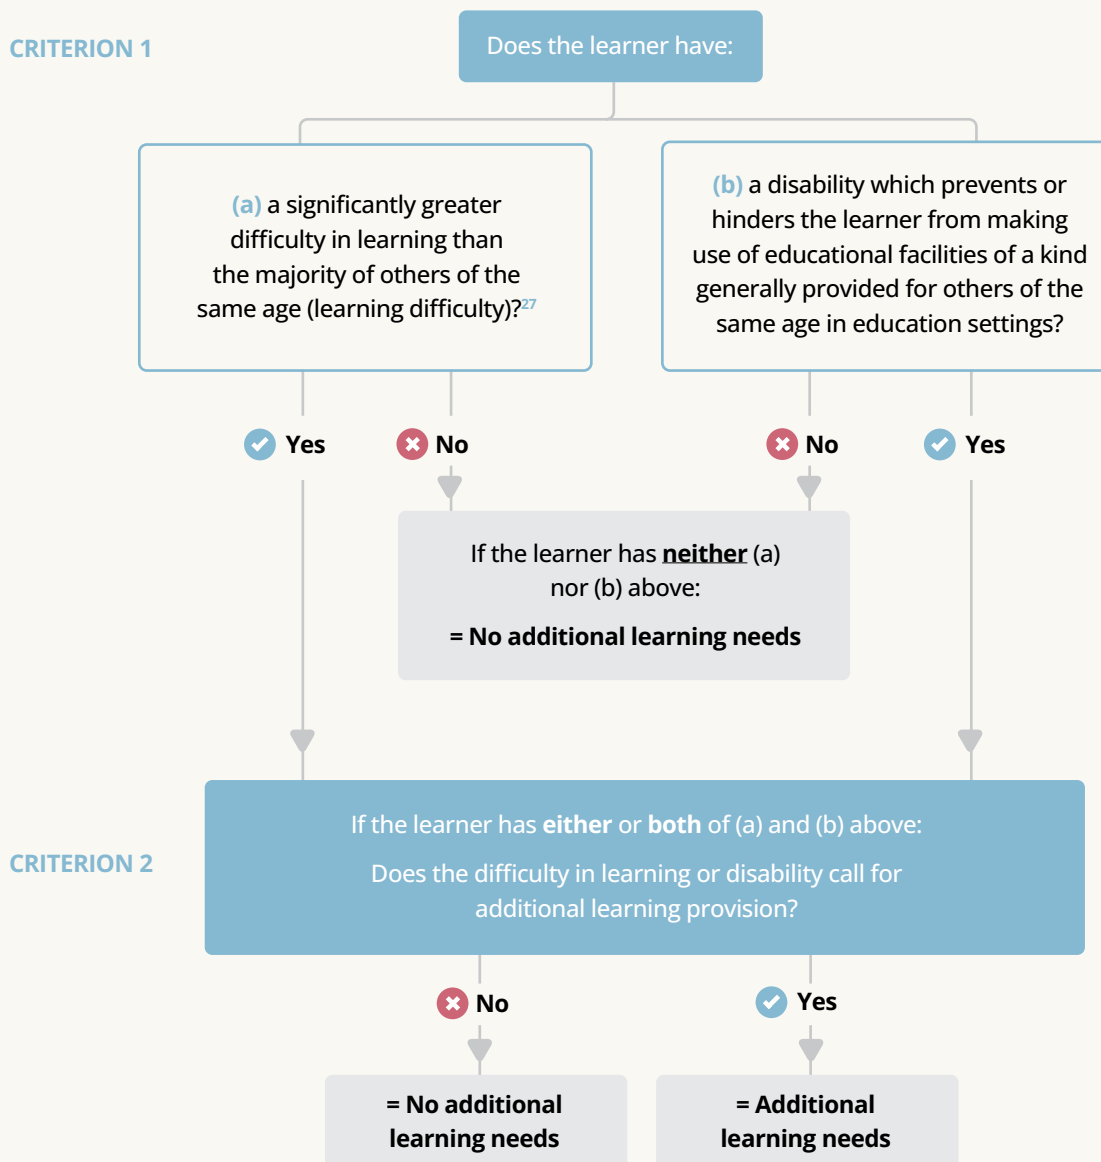 CRITERION 1
Does the learner have:
(a) a significantly greater
difficulty in learning than
the majority of others of the
same age (learning difficulty)?27
(b) a disability which prevents or
hinders the learner from making
use of educational facilities of a kind
generally provided for others of the
same age in education settings?
Yes
No
No
Yes
If the learner has neither (a)
nor (b) above:
= No additional learning needs
CRITERION 2
If the learner has either or both of (a) and (b) above:
Does the difficulty in learning or disability call for
additional learning provision?
No
Yes
= No additional
learning needs
= Additional
learning needs